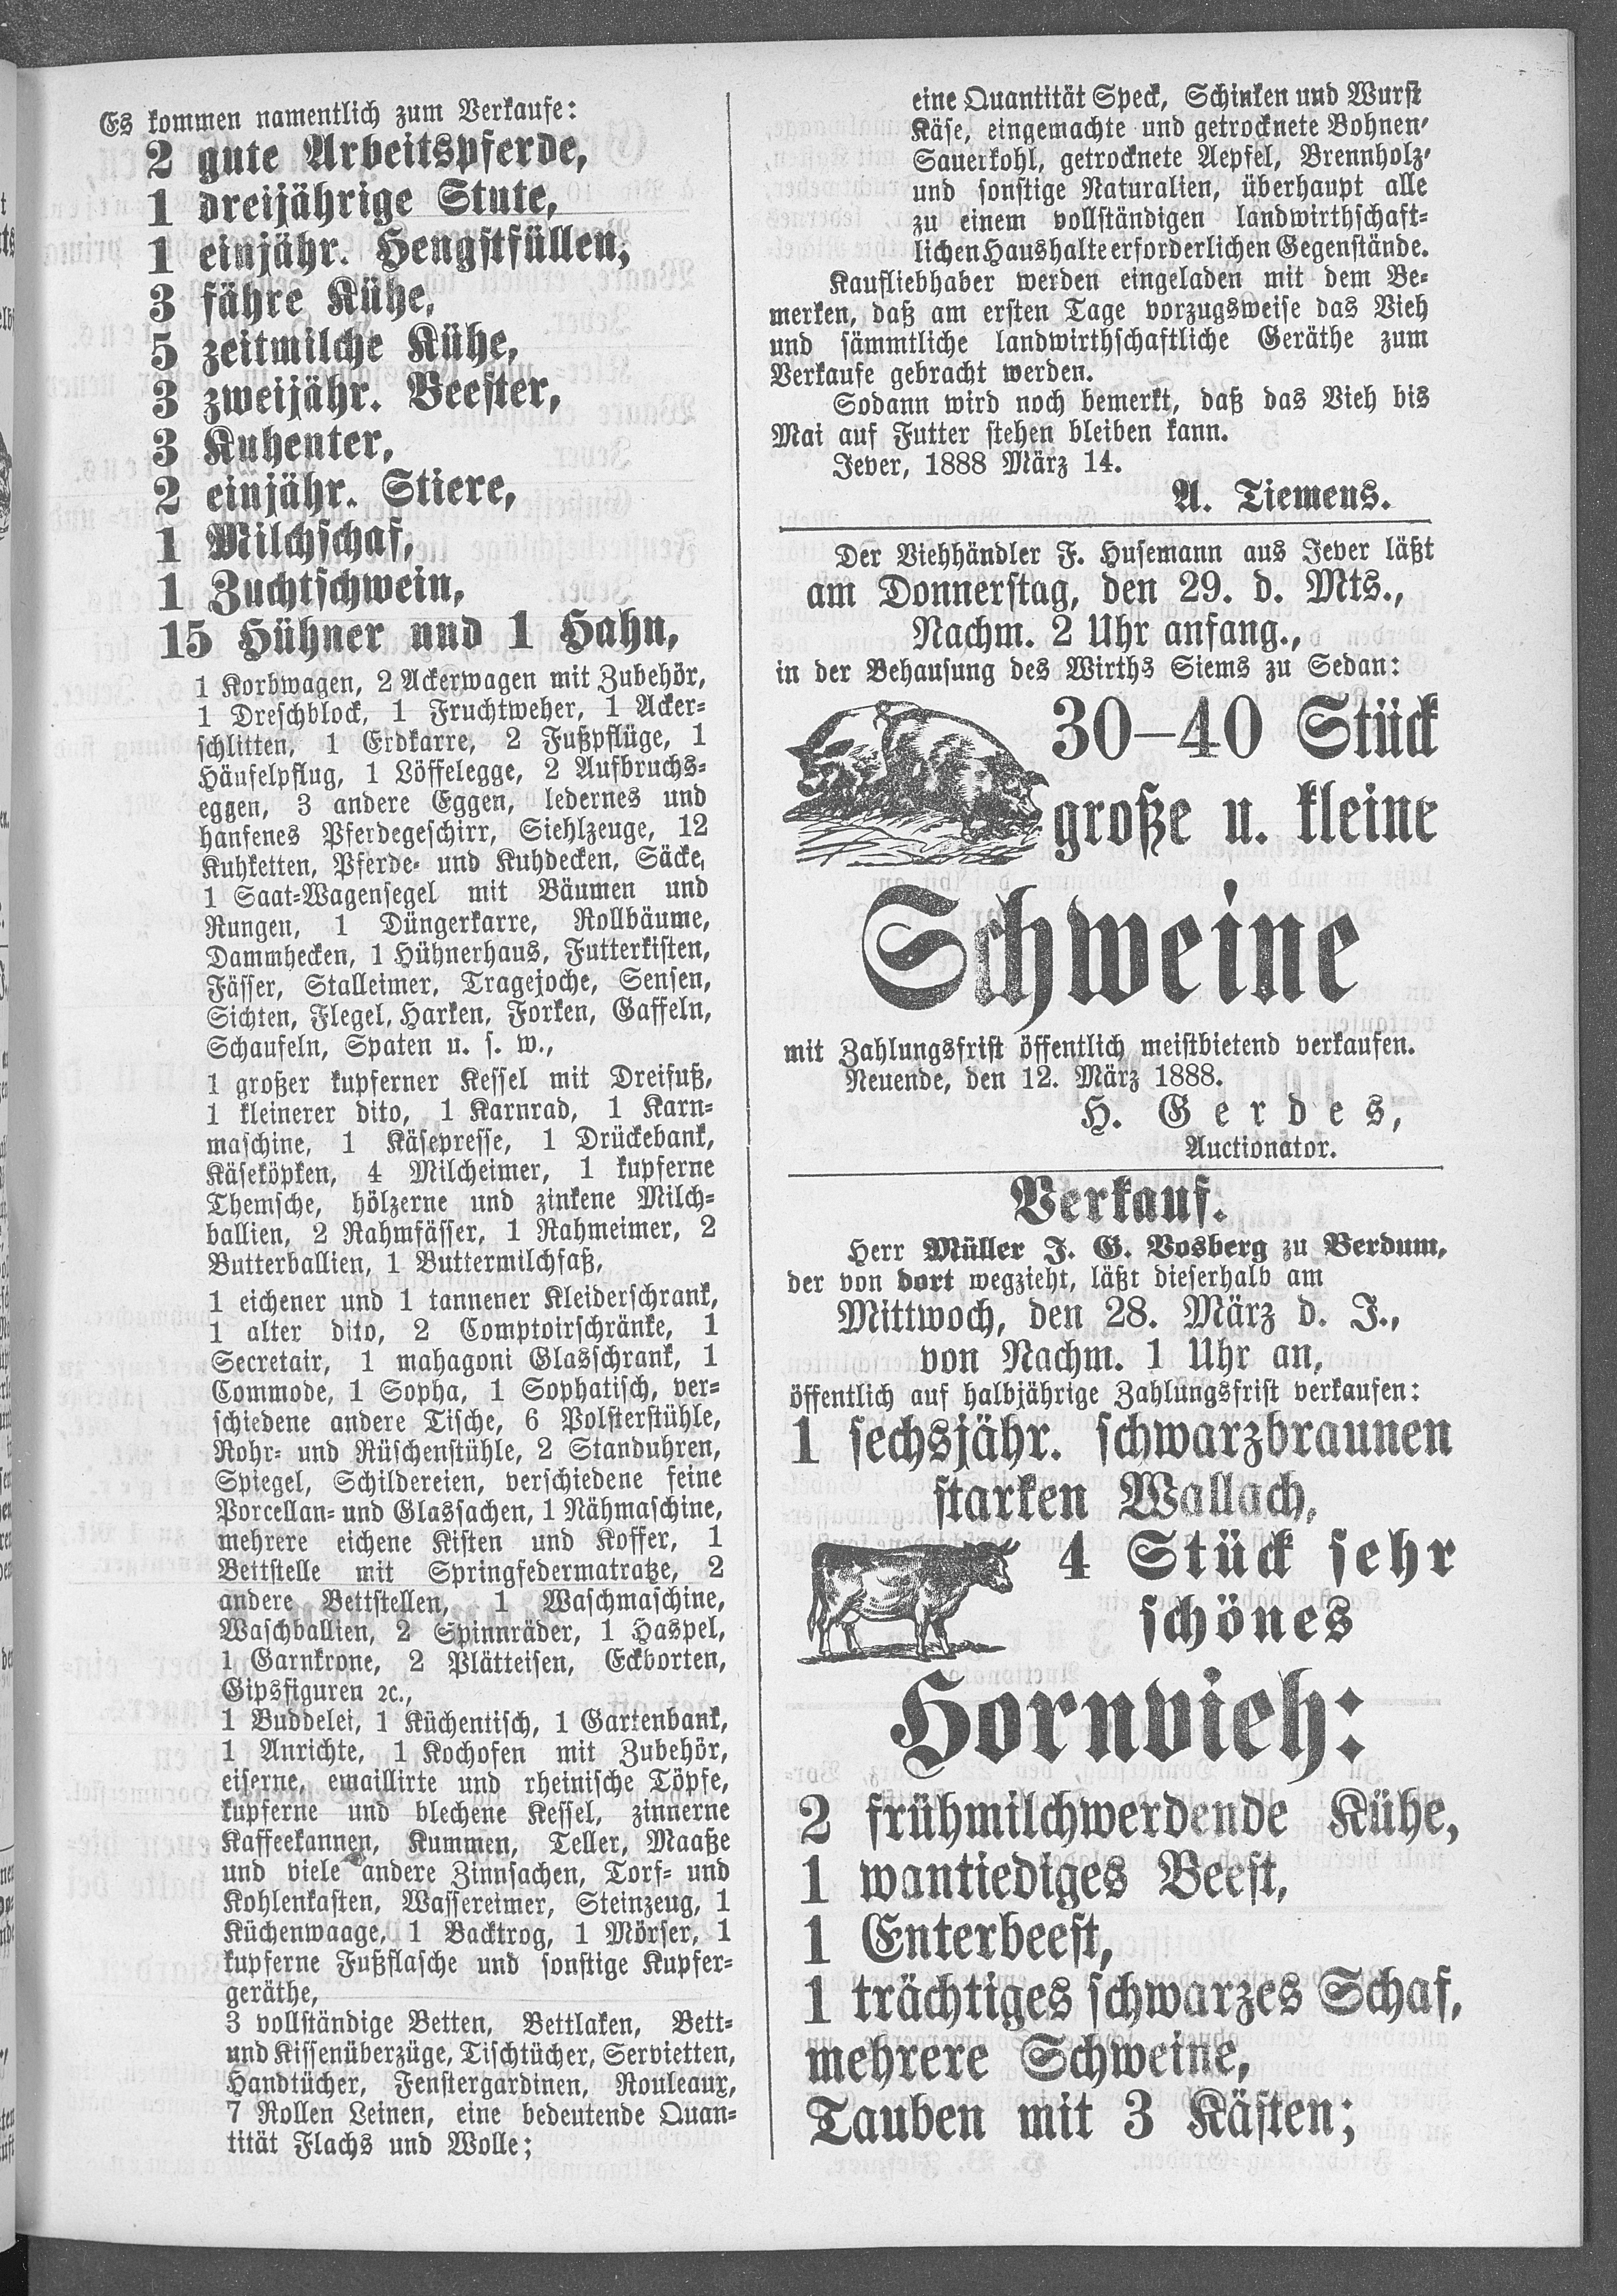 Es kommen namentlich zum Verkaufe:
2 gute Arbeitspferde,
1 dreijährige Stute,
1 einjähr. Hengstfüllen,
3 fähre Kühe,
5 zeitmilche Kühe,
3 zweijähr. Beester,
3 Kuhenter,
2 einjähr. Stiere,
1 Milchschaf,
1 Zuchtschwein,
15 Hühner und 1 Hahn,
1 Korbwagen, 2 Ackerwagen mit Zubehör,
1 Dreschblock, 1 Fruchtweher, 1 Acker-
schlitten, 1 Erdkarre, 2 Fußpflüge, 1
Häufelpflug, 1 Löffelegge, 2 Aufbruchs-
eggen, 3 andere Eggen, ledernes und
hanfenes Pferdegeschirr, Siehlzeuge, 12
Kuhketten, Pferde- und Kuhdecken, Säcke,
1 Saat-Wagensegel mit Bäumen und
Rungen, 1 Düngerkarre, Rollbäume,
Dammhecken, 1 Hühnerhaus, Futterkisten,
Fässer, Stalleimer, Tragejoche, Sensen,
Sichten, Flegel, Harken, Forken, Gaffeln,
Schaufeln, Spaten u. s. w.,
1 großer kupferner Kessel mit Dreifuß,
1 kleinerer dito, 1 Karnrad, 1 Karn-
maschine, 1 Käsepresse, 1 Drückebank,
Käseköpken, 4 Milcheimer, 1 kupferne
Themsche, hölzerne und zinkene Milch-
ballien, 2 Rahmfässer, 1 Rahmeimer, 2
Butterballien, 1 Buttermilchfaß,
1 eichener und 1 tannener Kleiderschrank,
1 alter dito, 2 Comptoirschränke, 1
Secretair, 1 mahagoni Glasschrank, 1
Commode, 1 Sopha, 1 Sophatisch, ver-
schiedene andere Tische, 6 Polsterstühle,
Rohr- und Rüschenstühle, 2 Standuhren,
Spiegel, Schildereien, verschiedene feine
Porcellan- und Glassachen, 1 Nähmaschine,
mehrere eichene Kisten und Koffer, 1
Bettstelle mit Springfedermatratze, 2
andere Bettstellen, 1 Waschmaschine,
Waschballien, 2 Spinnräder, 1 Haspel,
1 Garnkrone, 2 Plätteisen, Eckborten,
Gipsfiguren ꝛc.,
1 Buddelei, 1 Küchentisch, 1 Gartenbank,
1 Anrichte, 1 Kochofen mit Zubehör,
eiserne, emaillirte und rheinische Töpfe,
kupferne und blechene Kessel, zinnerne
Kaffeekannen, Kummen, Teller, Maaße
und viele andere Zinnsachen, Torf- und
Kohlenkasten, Wassereimer, Steinzeug, 1
Küchenwaage, 1 Backtrog, 1 Mörser, 1
kupferne Fußflasche und sonstige Kupfer-
geräthe,
3 vollständige Betten, Bettlaken, Bett-
und Kissenüberzüge, Tischtücher, Servietten,
Handtücher, Fenstergardinen, Rouleaux,
7 Rollen Leinen, eine bedeutende Quan-
tität Flachs und Wolle;
eine Quantität Speck, Schinken und Wurst
Käse, eingemachte und getrocknete Bohnen,
Sauerkohl, getrocknete Aepfel, Brennholz,
und sonstige Naturalien, überhaupt alle
zu einem vollständigen landwirthschaft-
lichen Haushalte erforderlichen Gegenstände.
Kaufliebhaber werden eingeladen mit dem Be-
merken, daß am ersten Tage vorzugsweise das Vieh
und sämmtliche landwirthschaftliche Geräthe zum
Verkaufe gebracht werden.
Sodann wird noch bemerkt, daß das Vieh bis
Mai auf Futter stehen bleiben kann.
Jever, 1888 März 14.
A. Tiemens.
Der Viehhändler F. Husemann aus Jever läßt
am Donnerstag, den 29. d. Mts.,
Nachm. 2 Uhr anfang.,
in der Behausung des Wirths Siems zu Sedan:
30—40 Stück
große u. kleine
Schweine
mit Zahlungsfrist öffentlich meistbietend verkaufen.
Neuende, den 12. März 1888.
H. Gerdes,
Auctionator.
Verkauf.
Herr Müller J. G. Vosberg zu Berdum,
der von dort wegzieht, läßt dieserhalb am
Mittwoch, den 28. März d. J.,
von Nachm. 1 Uhr an,
öffentlich auf halbjährige Zahlungsfrist verkaufen:
1 sechsjähr. schwarzbraunen
starken Wallach,
4 Stück sehr
schönes
Hornvieh:
2 frühmilchwerdende Kühe,
1 wantiediges Beest,
1 Enterbeest,
1 trächtiges schwarzes Schaf,
mehrere Schweine,
Tauben mit 3 Kästen;